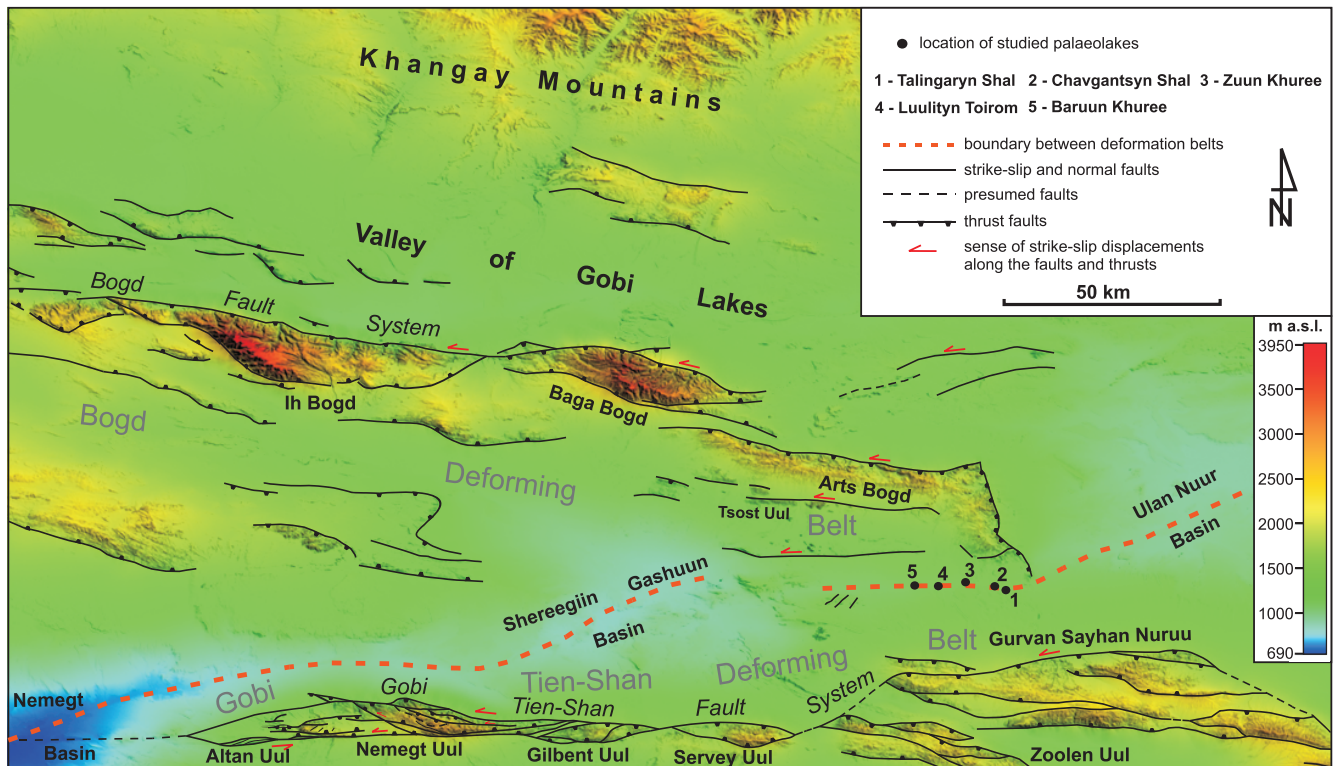 Khangay Mountains
location of studied palaeolakes
1 - Talingaryn Shal 2 - Chavgantsyn Shal 3 - Zuun Khuree
4 - Luulityn Toirom 5 - Baruun Khuree
boundary between deformation belts
strike-slip and normal faults
presumed faults
thrust faults
sense of strike-slip displacements
along the faults and thrusts
N
50 km
m a.s.l.
3950
3500
3000
2500
2000
1500
1000
690
Valley of Gobi Lakes
Bogd Fault System
Ih Bogd
Baga Bogd
Arts Bogd
Tsost Uul
Bogd Deforming Belt
Ulan Nuur
Basin
5 4 3 2
1
Shereegiin Gashuun
Basin
Gurvan Sayhan Nuruu
Gobi Tien-Shan Deforming Belt
Gobi Tien-Shan Fault System
Nemegt
Basin
Altan Uul
Nemegt Uul
Gilbent Uul
Servey Uul
Zoolen Uul